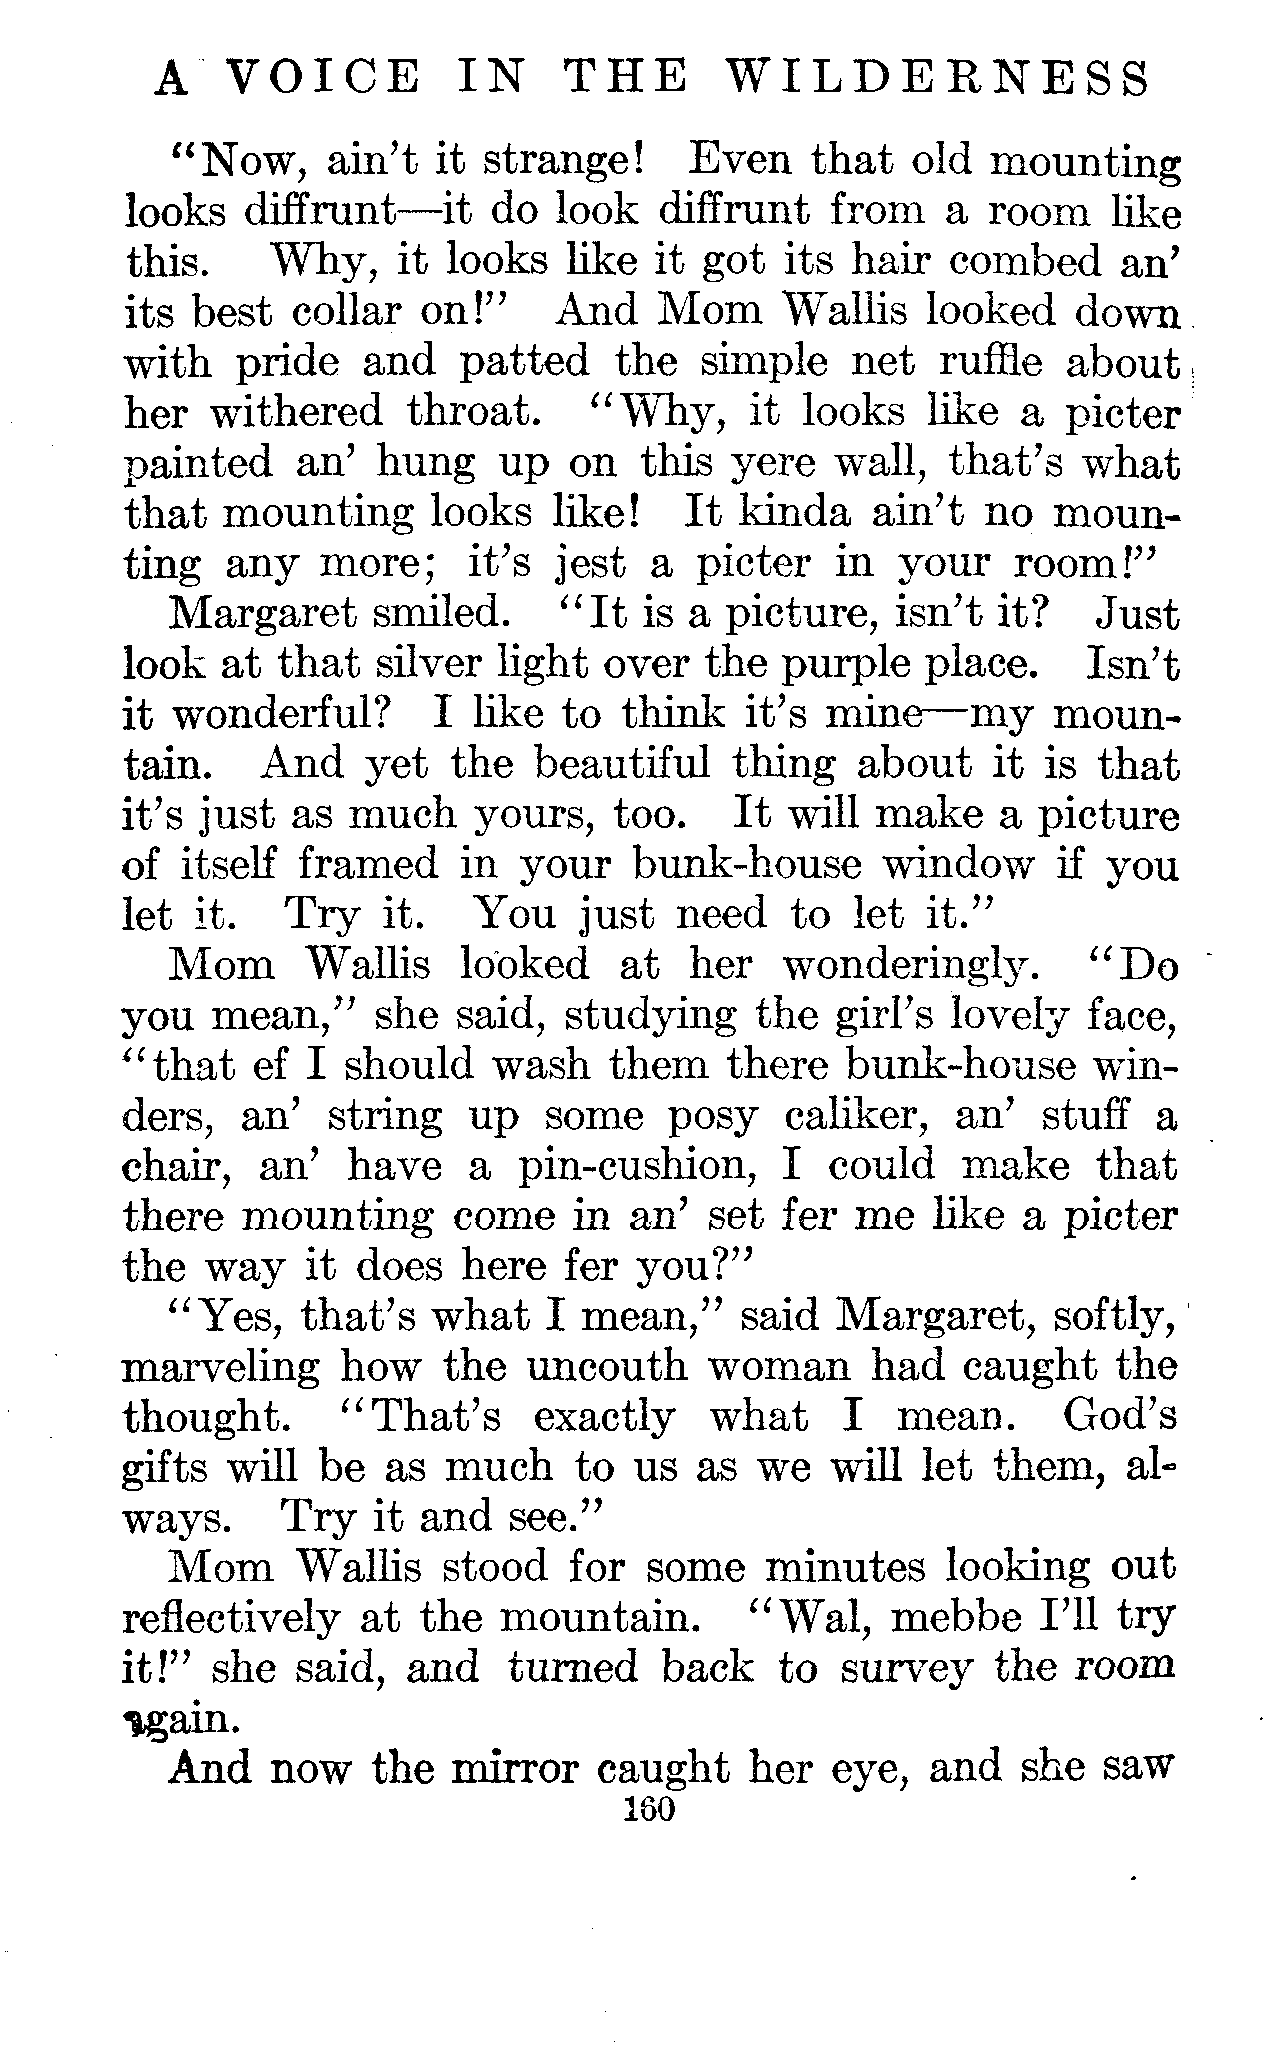 A VOICE IN THE WILDERNESS
"Now, ain't it strange! Even that old mounting
looks diffrunt—it do look diffrunt from a room like
this. Why, it looks like it got its hair combed an'
its best collar on!" And Mom Wallis looked down
with pride and patted the simple net ruffle about
her withered throat. "Why, it looks like a picter
painted an' hung up on this yere wall, that's what
that mounting looks like! It kinda ain't no moun-
ting any more; it's jest a picter in your room!"
Margaret smiled. "It is a picture, isn't it? Just
look at that silver light over the purple place. Isn't
it wonderful? I like to think it's mine—my moun-
tain. And yet the beautiful thing about it is that
it's just as much yours, too. It will make a picture
of itself framed in your bunk-house window if you
let it. Try it. You just need to let it."
Mom Wallis looked at her wonderingly. "Do
you mean," she said, studying the girl's lovely face,
"that ef I should wash them there bunk-house win-
ders, an' string up some posy caliker, an' stuff a
chair, an' have a pin-cushion, I could make that
there mounting come in an' set fer me like a picter
the way it does here fer you?"
"Yes, that's what I mean," said Margaret, softly,
marveling how the uncouth woman had caught the
thought. "That's exactly what I mean. God's
gifts will be as much to us as we will let them, al-
ways. Try it and see."
Mom Wallis stood for some minutes looking out
reflectively at the mountain. "Wal, mebbe I'll try
it!" she said, and turned back to survey the room
again.
And now the mirror caught her eye, and she saw
160